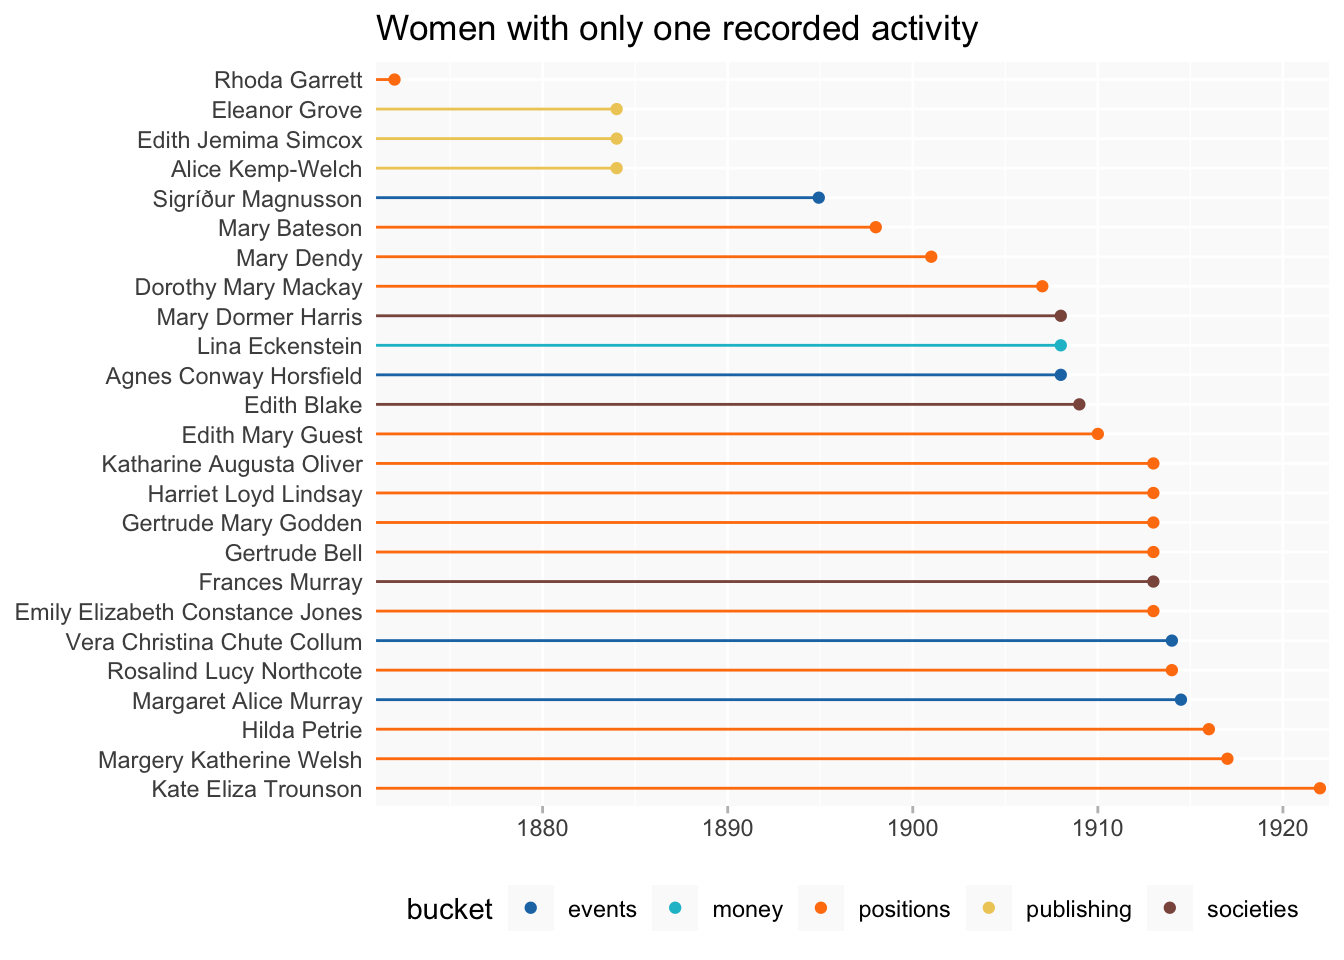 Women with only one recorded activity
Rhoda Garrett
Eleanor Grove
Edith Jemima Simcox
Alice Kemp-Welch
Sigríður Magnusson
Mary Bateson
Mary Dendy
Dorothy Mary Mackay
Mary Dormer Harris
Lina Eckenstein
Agnes Conway Horsfield
Edith Blake
Edith Mary Guest
Katharine Augusta Oliver
Harriet Loyd Lindsay
Gertrude Mary Godden
Gertrude Bell
Frances Murray
Emily Elizabeth Constance Jones
Vera Christina Chute Collum
Rosalind Lucy Northcote
Margaret Alice Murray
Hilda Petrie
Margery Katherine Welsh
Kate Eliza Trounson
1880 1890 1900 1910 1920
bucket events money positions publishing societies